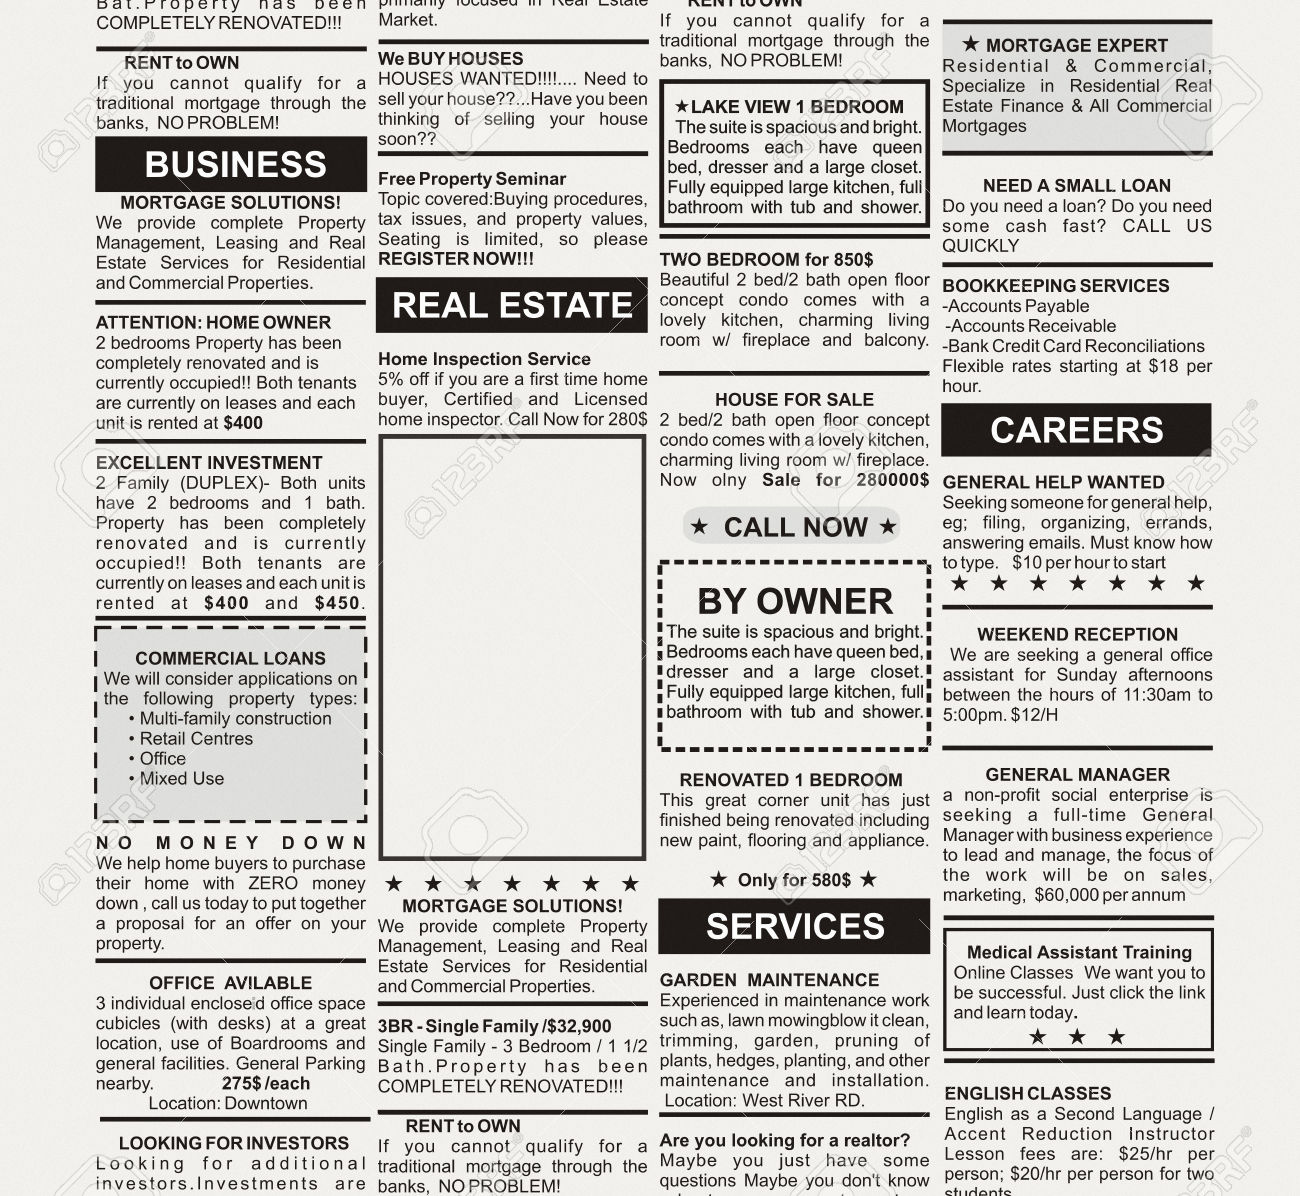 Bat.Property has been
COMPLETELY RENOVATED!!!
RENT to OWN
If you cannot qualify for a
traditional mortgage through the
banks, NO PROBLEM!
BUSINESS
MORTGAGE SOLUTIONS!
We provide complete Property
Management, Leasing and Real
Estate Services for Residential
and Commercial Properties.
ATTENTION: HOME OWNER
2 bedrooms Property has been
completely renovated and is
currently occupied!! Both tenants
are currently on leases and each
unit is rented at $400
EXCELLENT INVESTMENT
2 Family (DUPLEX)- Both units
have 2 bedrooms and 1 bath.
Property has been completely
renovated and is currently
occupied!! Both tenants are
currently on leases and each unit is
rented at $400 and $450.
COMMERCIAL LOANS
We will consider applications on
the following property types:
• Multi-family construction
• Retail Centres
• Office
• Mixed Use
NO MONEY DOWN
We help home buyers to purchase
their home with ZERO money
down , call us today to put together
a proposal for an offer on your
property.
OFFICE AVILABLE
3 individual enclosed office space
cubicles (with desks) at a great
location, use of Boardrooms and
general facilities. General Parking
nearby. 275$ /each
Location: Downtown
LOOKING FOR INVESTORS
Looking for additional
investors.Investments are
primarily focused in Real Estate
Market.
We BUY HOUSES
HOUSES WANTED!!!!.... Need to
sell your house??...Have you been
thinking of selling your house
soon??
Free Property Seminar
Topic covered:Buying procedures,
tax issues, and property values,
Seating is limited, so please
REGISTER NOW!!!
REAL ESTATE
Home Inspection Service
5% off if you are a first time home
buyer, Certified and Licensed
home inspector. Call Now for 280$
★ ★ ★ ★ ★ ★ ★
MORTGAGE SOLUTIONS!
We provide complete Property
Management, Leasing and Real
Estate Services for Residential
and Commercial Properties.
3BR - Single Family /$32,900
Single Family - 3 Bedroom / 1 1/2
Bath.Property has been
COMPLETELY RENOVATED!!!
RENT to OWN
If you cannot qualify for a
traditional mortgage through the
banks, NO PROBLEM!
RENT to OWN
If you cannot qualify for a
traditional mortgage through the
banks, NO PROBLEM!
★LAKE VIEW 1 BEDROOM
The suite is spacious and bright.
Bedrooms each have queen
bed, dresser and a large closet.
Fully equipped large kitchen, full
bathroom with tub and shower.
TWO BEDROOM for 850$
Beautiful 2 bed/2 bath open floor
concept condo comes with a
lovely kitchen, charming living
room w/ fireplace and balcony.
HOUSE FOR SALE
2 bed/2 bath open floor concept
condo comes with a lovely kitchen,
charming living room w/ fireplace.
Now olny Sale for 280000$
★ CALL NOW ★
BY OWNER
The suite is spacious and bright.
Bedrooms each have queen bed,
dresser and a large closet.
Fully equipped large kitchen, full
bathroom with tub and shower.
RENOVATED 1 BEDROOM
This great corner unit has just
finished being renovated including
new paint, flooring and appliance.
★ Only for 580$ ★
SERVICES
GARDEN MAINTENANCE
Experienced in maintenance work
such as, lawn mowingblow it clean,
trimming, garden, pruning of
plants, hedges, planting, and other
maintenance and installation.
Location: West River RD.
Are you looking for a realtor?
Maybe you just have some
questions Maybe you don't know
★ MORTGAGE EXPERT
Residential & Commercial,
Specialize in Residential Real
Estate Finance & All Commercial
Mortgages
NEED A SMALL LOAN
Do you need a loan? Do you need
some cash fast? CALL US
QUICKLY
BOOKKEEPING SERVICES
-Accounts Payable
-Accounts Receivable
-Bank Credit Card Reconciliations
Flexible rates starting at $18 per
hour.
CAREERS
GENERAL HELP WANTED
Seeking someone for general help,
eg; filing, organizing, errands,
answering emails. Must know how
to type. $10 per hour to start
★ ★ ★ ★ ★ ★ ★
WEEKEND RECEPTION
We are seeking a general office
assistant for Sunday afternoons
between the hours of 11:30am to
5:00pm. $12/H
GENERAL MANAGER
a non-profit social enterprise is
seeking a full-time General
Manager with business experience
to lead and manage, the focus of
the work will be on sales,
marketing, $60,000 per annum
Medical Assistant Training
Online Classes We want you to
be successful. Just click the link
and learn today.
★ ★ ★
ENGLISH CLASSES
English as a Second Language /
Accent Reduction Instructor
Lesson fees are: $25/hr per
person; $20/hr per person for two
students
123RF